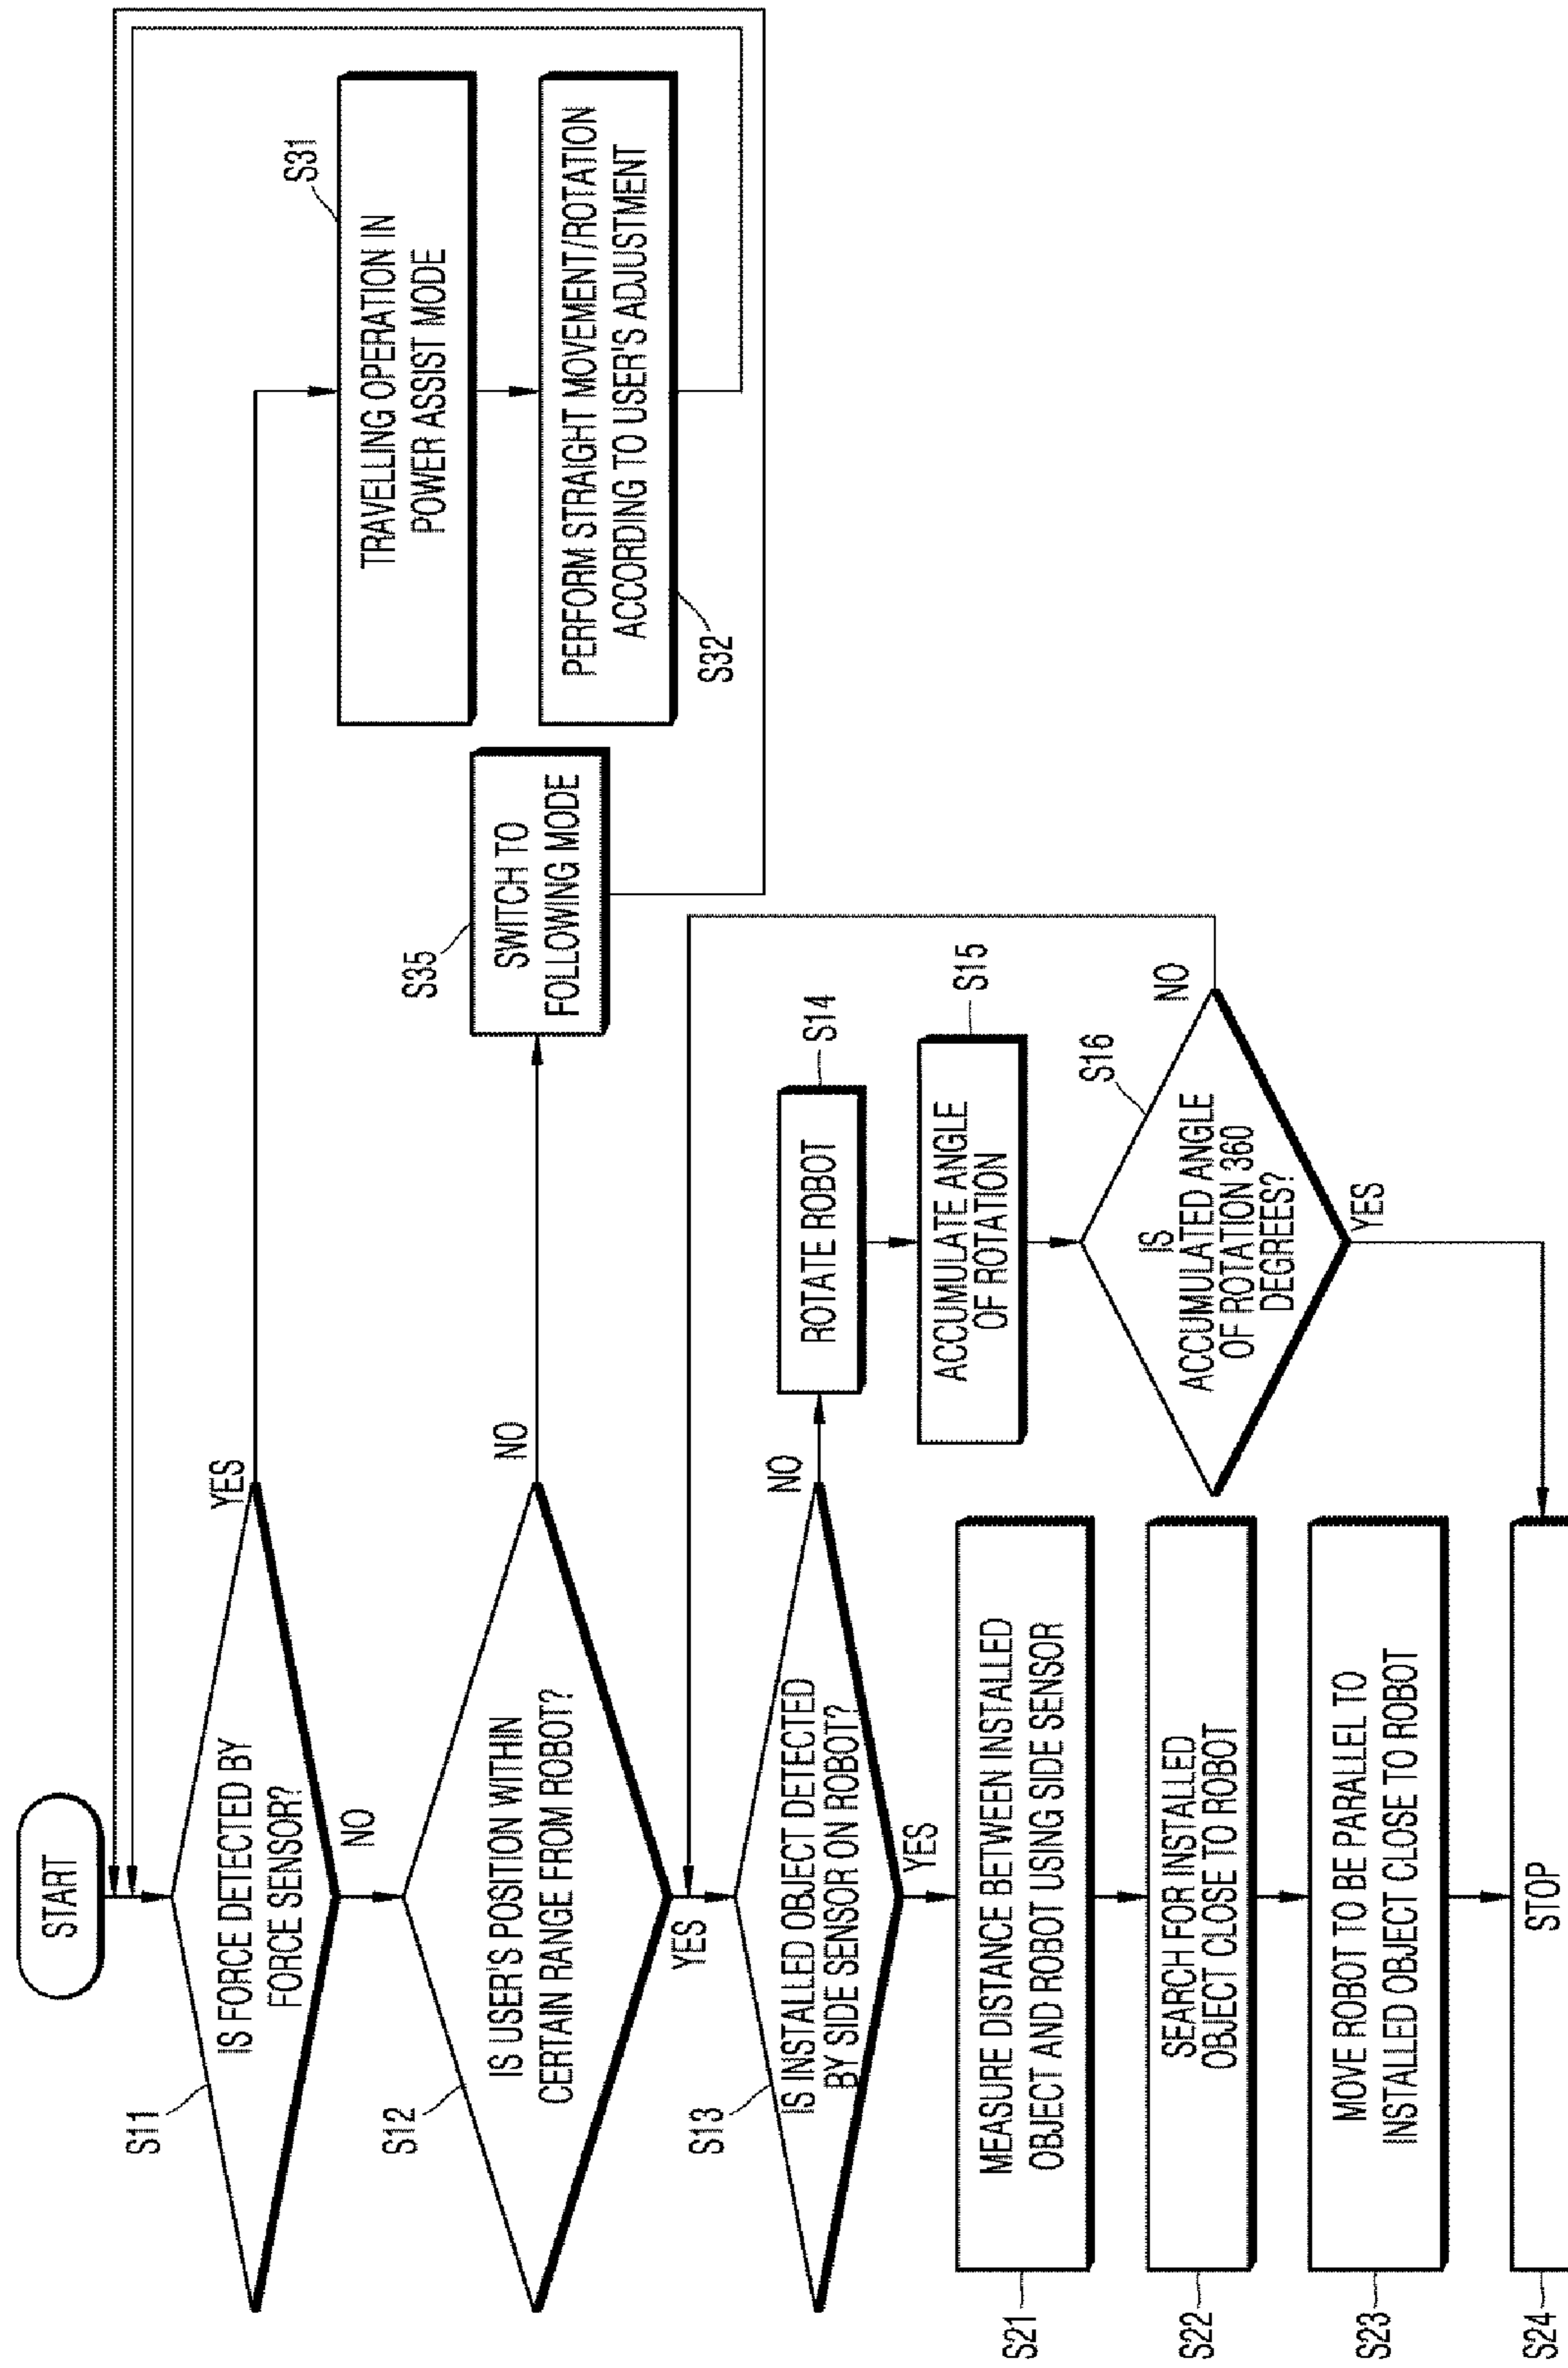 START
S11
IS FORCE DETECTED BY
FORCE SENSOR?
YES
NO
S12
IS USER'S POSITION WITHIN
CERTAIN RANGE FROM ROBOT?
NO
YES
S13
IS INSTALLED OBJECT DETECTED
BY SIDE SENSOR ON ROBOT?
NO
YES
S21
MEASURE DISTANCE BETWEEN INSTALLED
OBJECT AND ROBOT USING SIDE SENSOR
S22
SEARCH FOR INSTALLED
OBJECT CLOSE TO ROBOT
S23
MOVE ROBOT TO BE PARALLEL TO
INSTALLED OBJECT CLOSE TO ROBOT
S24
STOP
S14
ROTATE ROBOT
S15
ACCUMULATE ANGLE
OF ROTATION
S16
IS
ACCUMULATED ANGLE
OF ROTATION 360
DEGREES?
NO
YES
S35
SWITCH TO
FOLLOWING MODE
S31
TRAVELLING OPERATION IN
POWER ASSIST MODE
S32
PERFORM STRAIGHT MOVEMENT/ROTATION
ACCORDING TO USER'S ADJUSTMENT